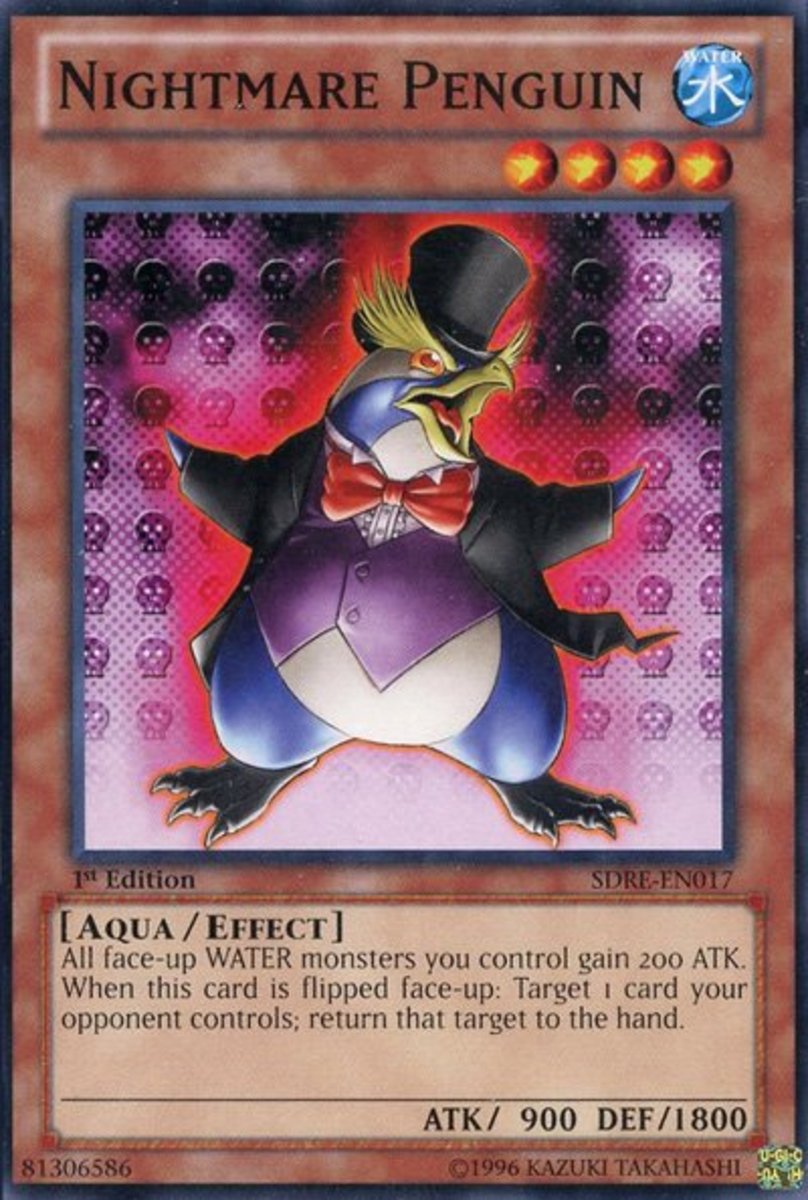 NIGHTMARE PENGUIN
WATER
水
1st Edition
SDRE-EN017
[AQUA / EFFECT]
All face-up WATER monsters you control gain 200 ATK.
When this card is flipped face-up: Target 1 card your
opponent controls; return that target to the hand.
ATK/ 900 DEF/1800
81306586
©1996 KAZUKI TAKAHASHI